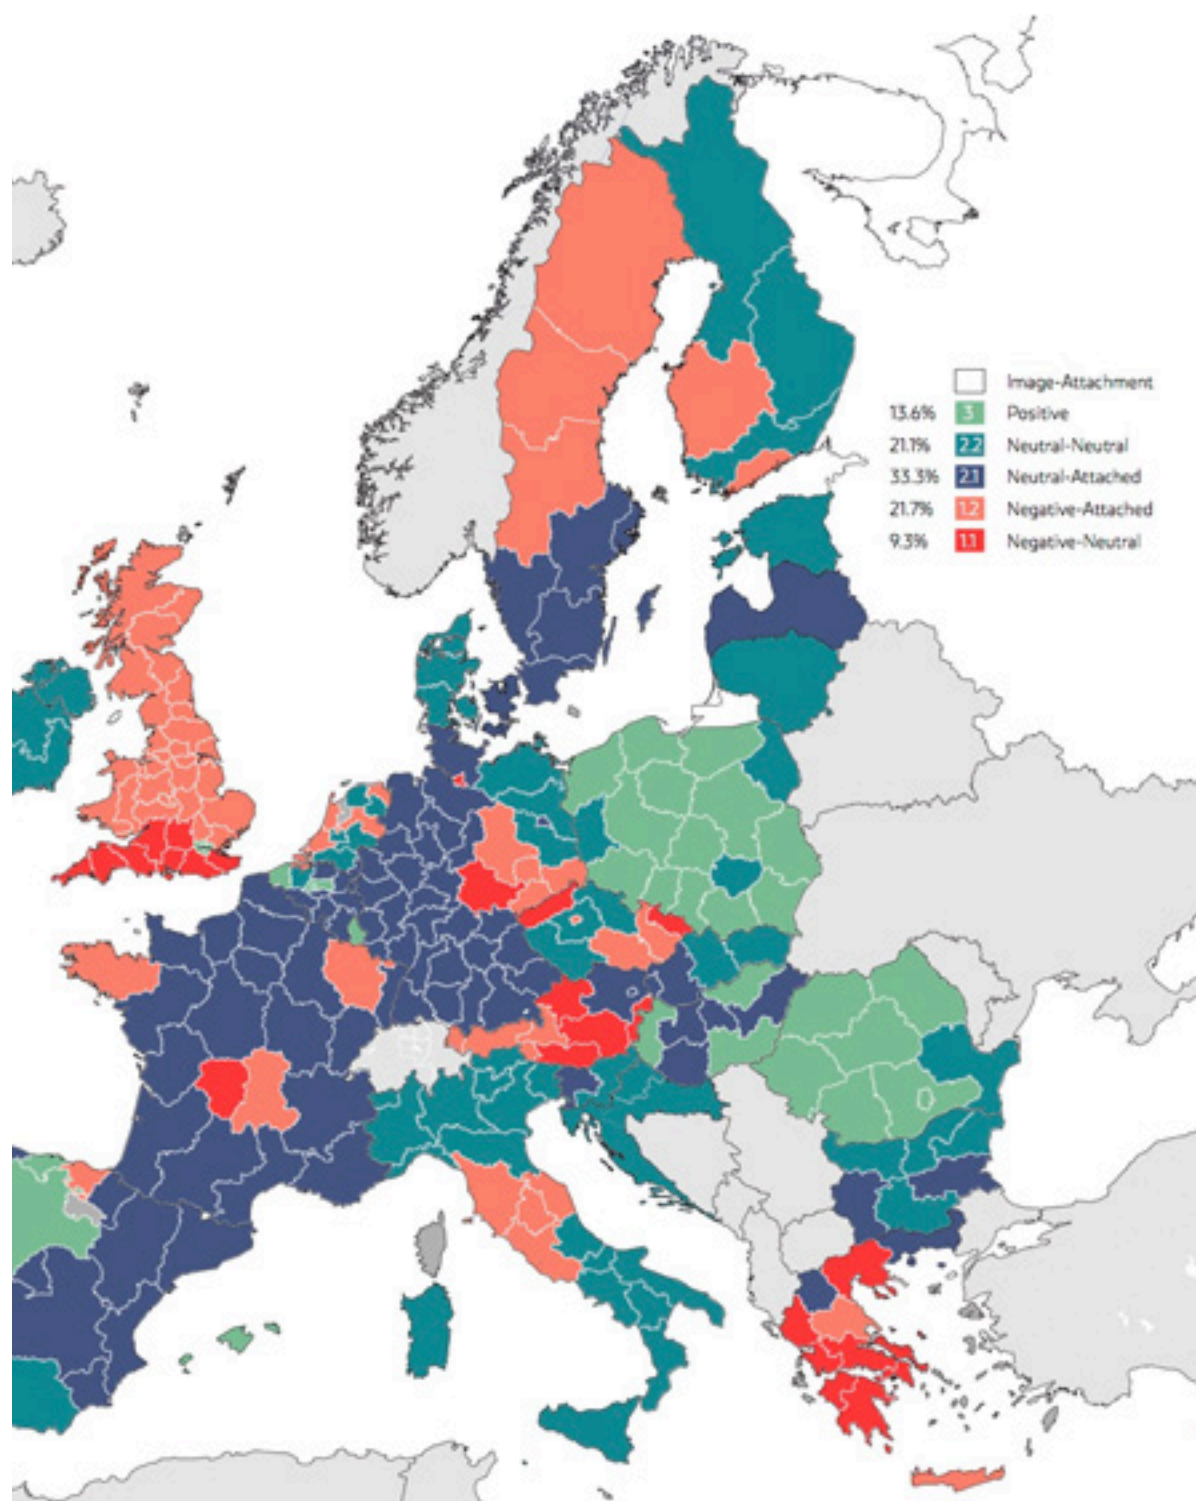 Image-Attachment
13.6% 3 Positive
21.1% 2.2 Neutral-Neutral
33.3% 2.1 Neutral-Attached
21.7% 1.2 Negative-Attached
9.3% 1.1 Negative-Neutral